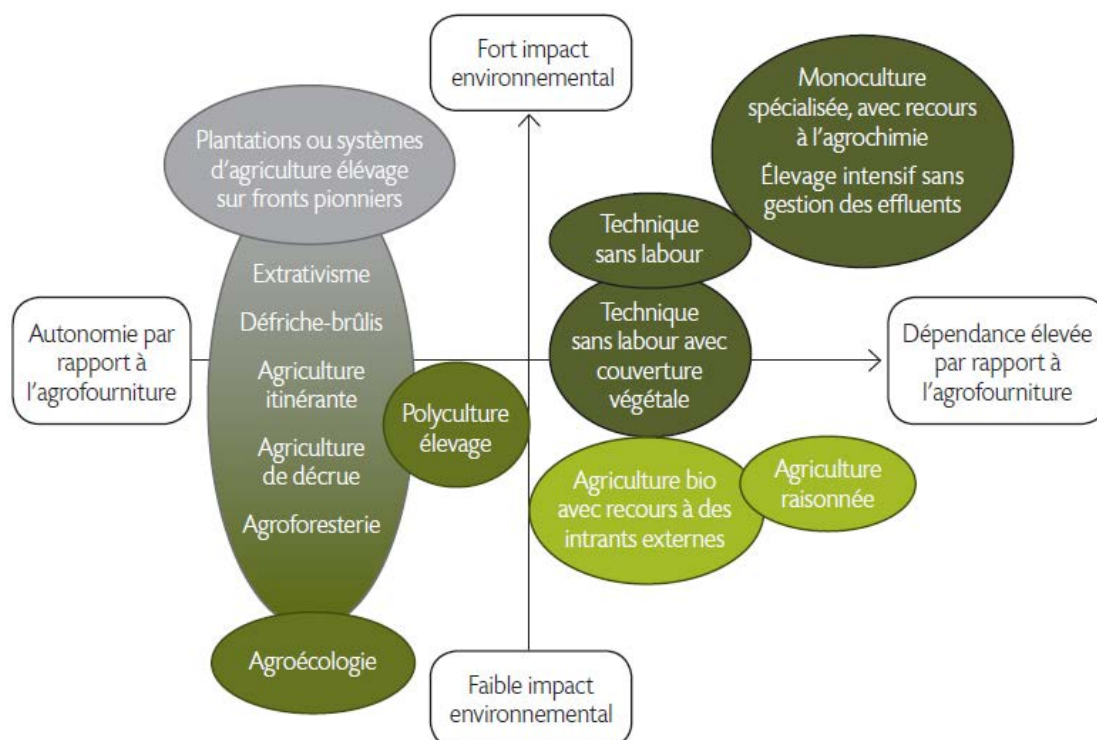 Fort impact
environnemental
Monoculture
spécialisée, avec recours
à l'agrochimie
Élevage intensif sans
gestion des effluents
Plantations ou systèmes
d'agriculture élévage
sur fronts pionniers
Technique
sans labour
Extrativisme
Défriche-brûlis
Agriculture
itinérante
Agriculture
de décrue
Agroforesterie
Autonomie par
rapport à
l'agrofourniture
Technique
sans labour avec
couverture
végétale
Dépendance élevée
par rapport à
l'agrofourniture
Polyculture
élevage
Agriculture bio
avec recours à des
intrants externes
Agriculture
raisonnée
Agroécologie
Faible impact
environnemental